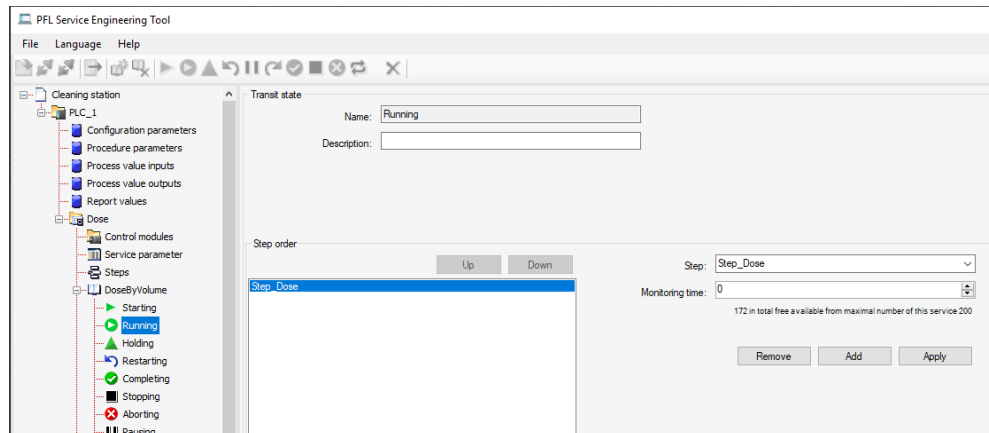 PFL Service Engineering Tool
File Language Help
Cleaning station
PLC_1
Configuration parameters
Procedure parameters
Process value inputs
Process value outputs
Report values
Dose
Control modules
Service parameter
Steps
DoseByVolume
Starting
Running
Holding
Restarting
Completing
Stopping
Aborting
Pausing
Transit state
Name: Running
Description:
Step order
Up Down
Step_Dose
Step: Step_Dose
Monitoring time: 0
172 in total free available from maximal number of this service 200
Remove Add Apply